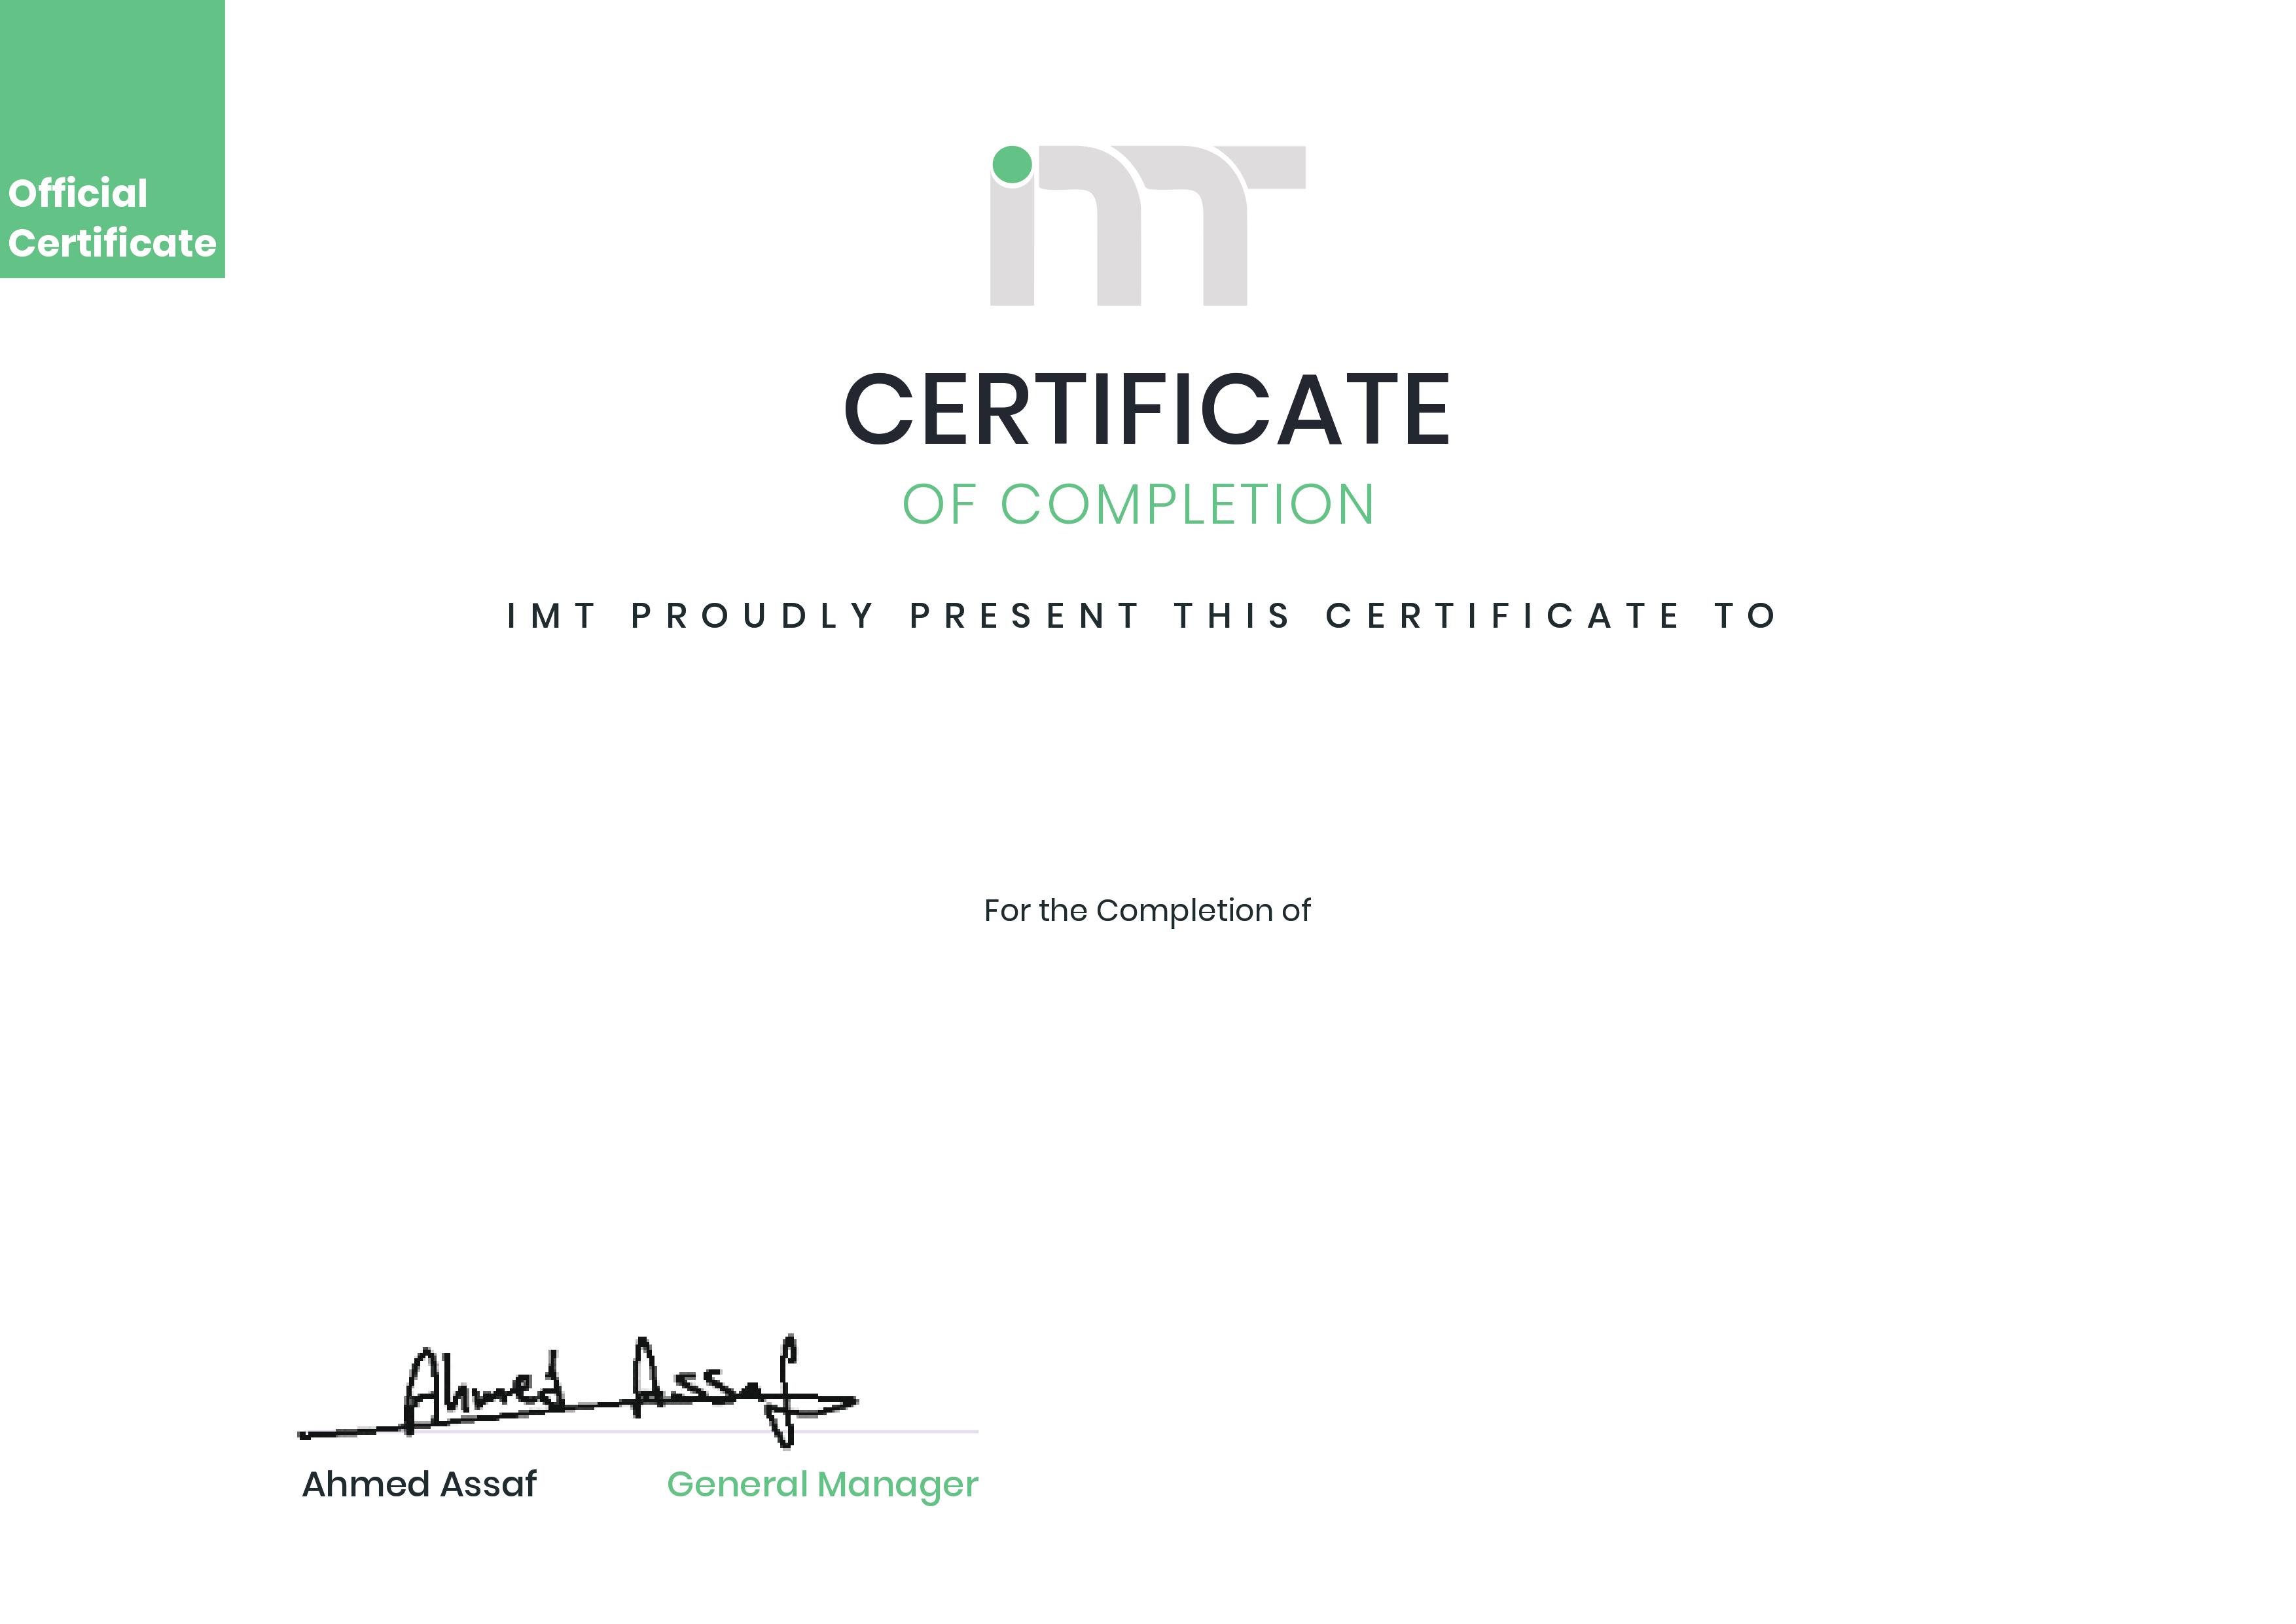 Official
Certificate
imt
CERTIFICATE
OF COMPLETION
IMT PROUDLY PRESENT THIS CERTIFICATE TO
For the Completion of
Ahmed Assaf
Ahmed Assaf General Manager